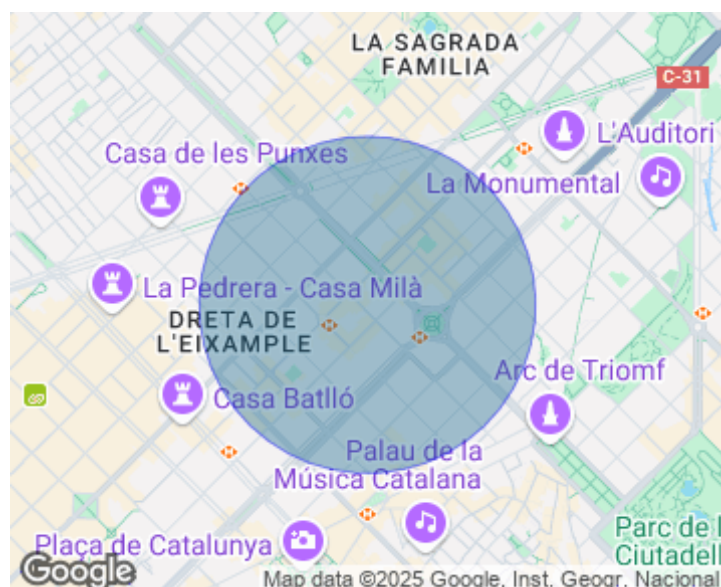 LA SAGRADA
FAMILIA
C-31
L'Auditori
Casa de les Punxes
La Monumental
La Pedrera - Casa Milà
DRETA DE
L'EIXAMPLE
Arc de Triomf
Casa Batlló
Palau de la
Música Catalana
Plaça de Catalunya
Parc de l
Ciutadell
Google
Map data ©2025 Google, Inst. Geogr. Nacional